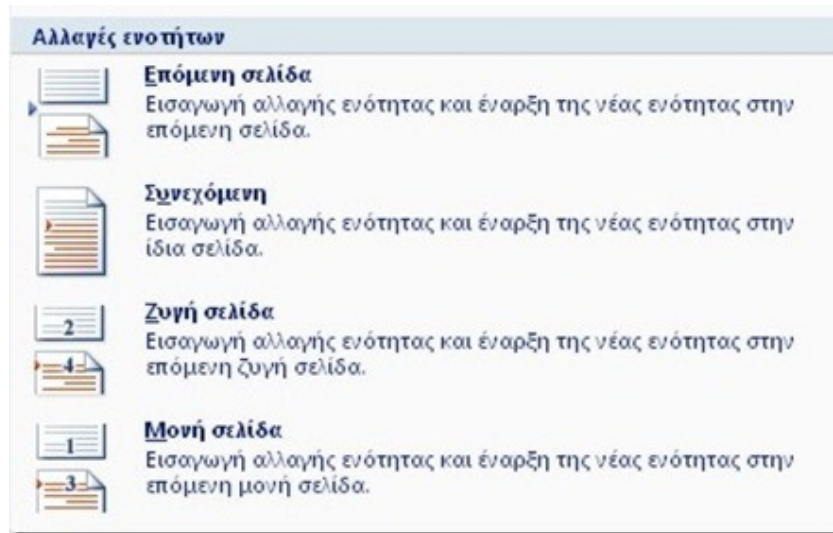 Αλλαγές ενοτήτων
Επόμενη σελίδα
Εισαγωγή αλλαγής ενότητας και έναρξη της νέας ενότητας στην
επόμενη σελίδα.
Συνεχόμενη
Εισαγωγή αλλαγής ενότητας και έναρξη της νέας ενότητας στην
ίδια σελίδα.
2
4
Ζυγή σελίδα
Εισαγωγή αλλαγής ενότητας και έναρξη της νέας ενότητας στην
επόμενη ζυγή σελίδα.
1
3
Μονή σελίδα
Εισαγωγή αλλαγής ενότητας και έναρξη της νέας ενότητας στην
επόμενη μονή σελίδα.